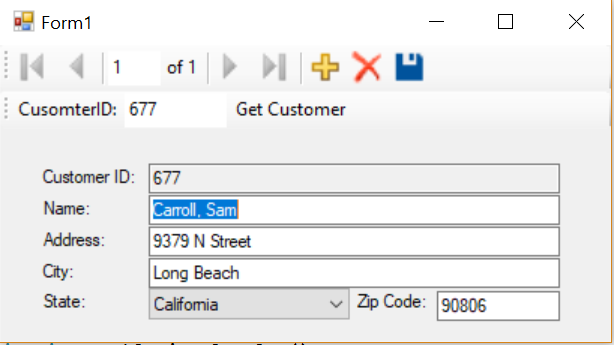 Form1
1 of 1
CusomterID: 677 Get Customer
Customer ID: 677
Name: Carroll, Sam
Address: 9379 N Street
City: Long Beach
State: California Zip Code: 90806